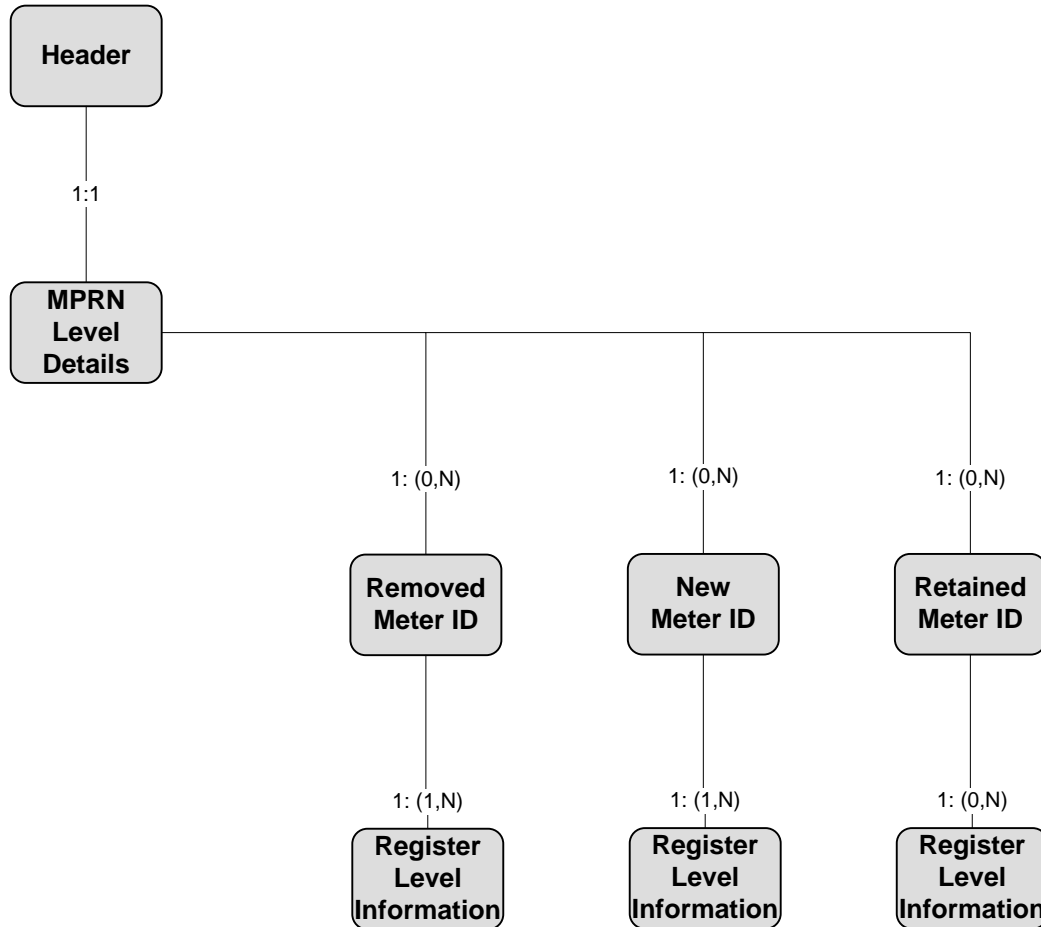 Header
1:1
MPRN
Level
Details
1: (0,N)
1: (0,N)
1: (0,N)
Removed
Meter ID
New
Meter ID
Retained
Meter ID
1: (1,N)
1: (1,N)
1: (0,N)
Register
Level
Information
Register
Level
Information
Register
Level
Information